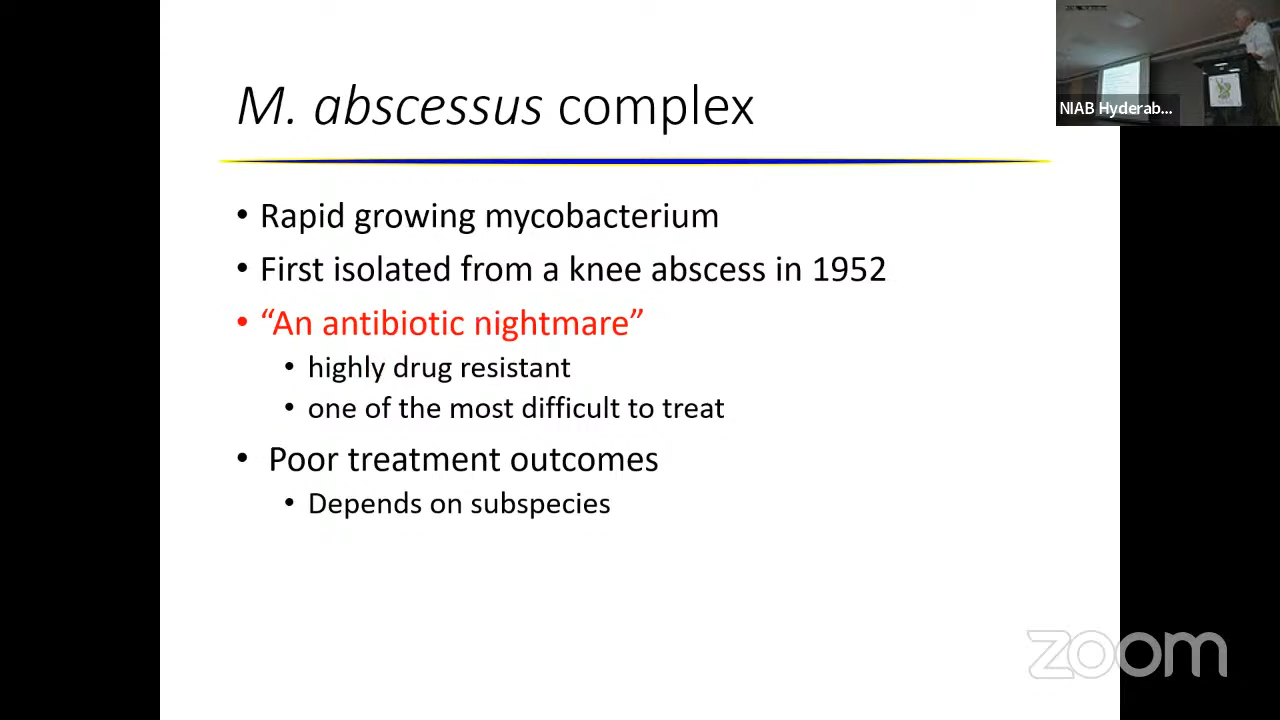 M. abscessus complex
NIAB Hyderab...
• Rapid growing mycobacterium
• First isolated from a knee abscess in 1952
• “An antibiotic nightmare”
• highly drug resistant
• one of the most difficult to treat
• Poor treatment outcomes
• Depends on subspecies
zoom